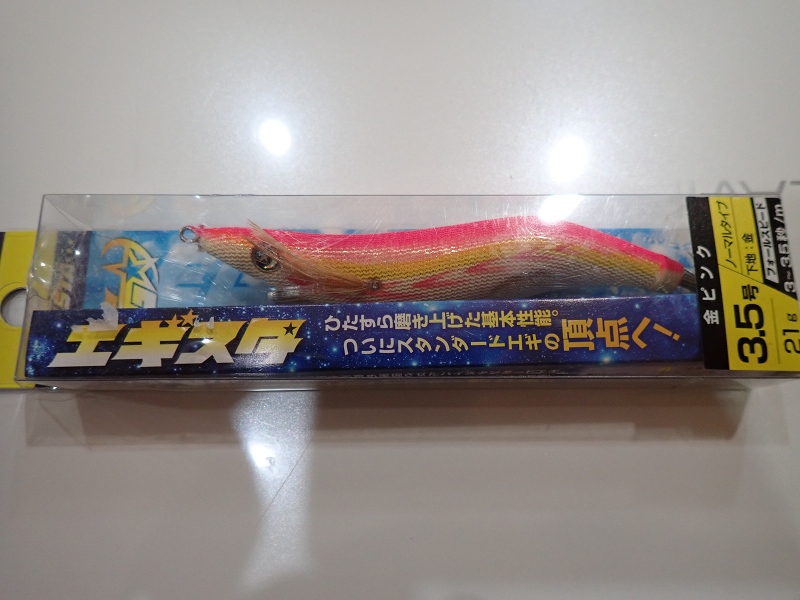 ドギメタ
ひたすら磨き上げた基本性能。
ついにスタンダードエギの頂点へ!
金ピンク
ノーマルタイプ
3.5号
下地:金
フォールスピード
3~3.5秒/m
21g